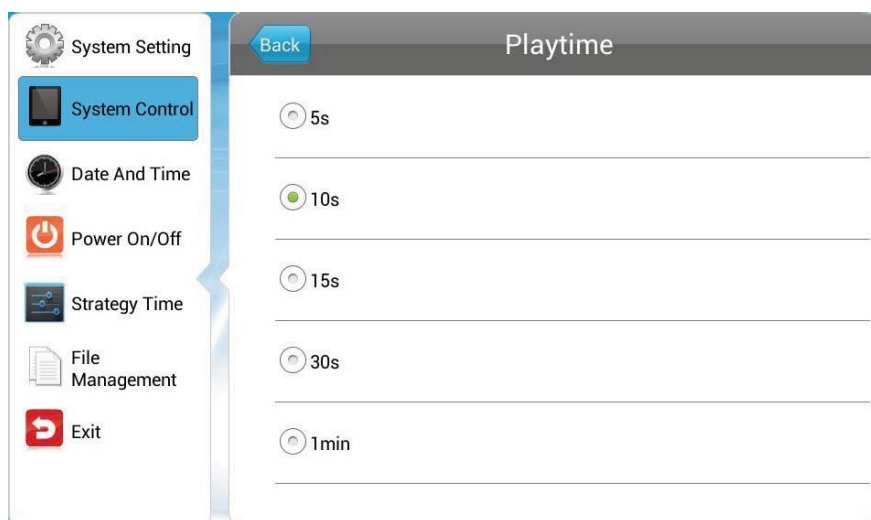 System Setting
System Control
Date And Time
Power On/Off
Strategy Time
File
Management
Exit
Back
Playtime
5s
10s
15s
30s
1min